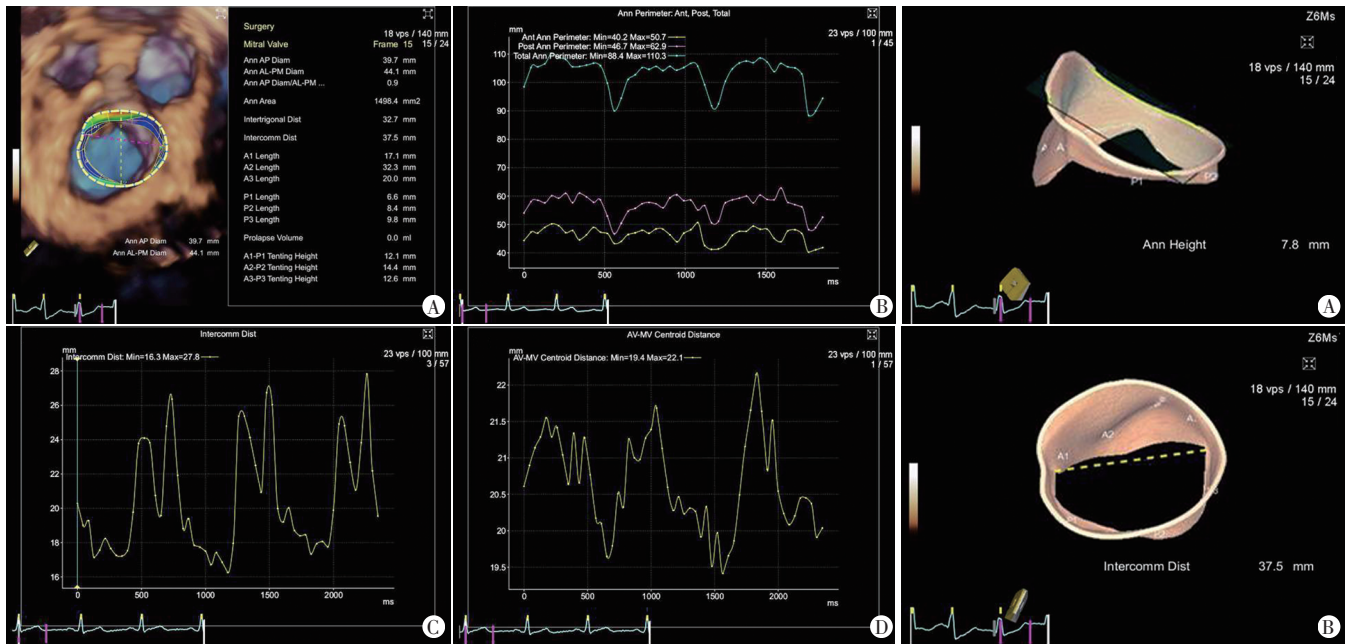 Surgery
18 vps / 140 mm
Mitral Valve Frame 15 15 / 24
Ann AP Diam 39.7 mm
Ann AL-PM Diam 44.1 mm
Ann AP Diam/AL-PM ... 0.9
Ann Area 1498.4 mm2
Intertrigonal Dist 32.7 mm
Intercomm Dist 37.5 mm
A1 Length 17.1 mm
A2 Length 32.3 mm
A3 Length 20.0 mm
P1 Length 6.6 mm
P2 Length 8.4 mm
P3 Length 9.8 mm
Prolapse Volume 0.0 ml
A1-P1 Tenting Height 12.1 mm
A2-P2 Tenting Height 14.4 mm
A3-P3 Tenting Height 12.6 mm
Ann AP Diam 39.7 mm
Ann AL-PM Diam 44.1 mm
A
Ann Perimeter: Ant, Post, Total
23 vps / 100 mm
1 / 45
mm
Ant Ann Perimeter: Min=40.2 Max=50.7
Post Ann Perimeter: Min=46.7 Max=62.9
Total Ann Perimeter: Min=88.4 Max=110.3
110
100
90
80
70
60
50
40
0 500 1000 1500
ms
B
Z6Ms
18 vps / 140 mm
15 / 24
A
P1
Ann Height 7.8 mm
A
Intercomm Dist
23 vps / 100 mm
3 / 57
mm
Intercomm Dist: Min=16.3 Max=27.8
28
26
24
22
20
18
16
0 500 1000 1500 2000
ms
C
AV-MV Centroid Distance
23 vps / 100 mm
1 / 57
mm
AV-MV Centroid Distance: Min=19.4 Max=22.1
22
21.5
21
20.5
20
19.5
0 500 1000 1500 2000
ms
D
Z6Ms
18 vps / 140 mm
15 / 24
A2
A1
Intercomm Dist 37.5 mm
B